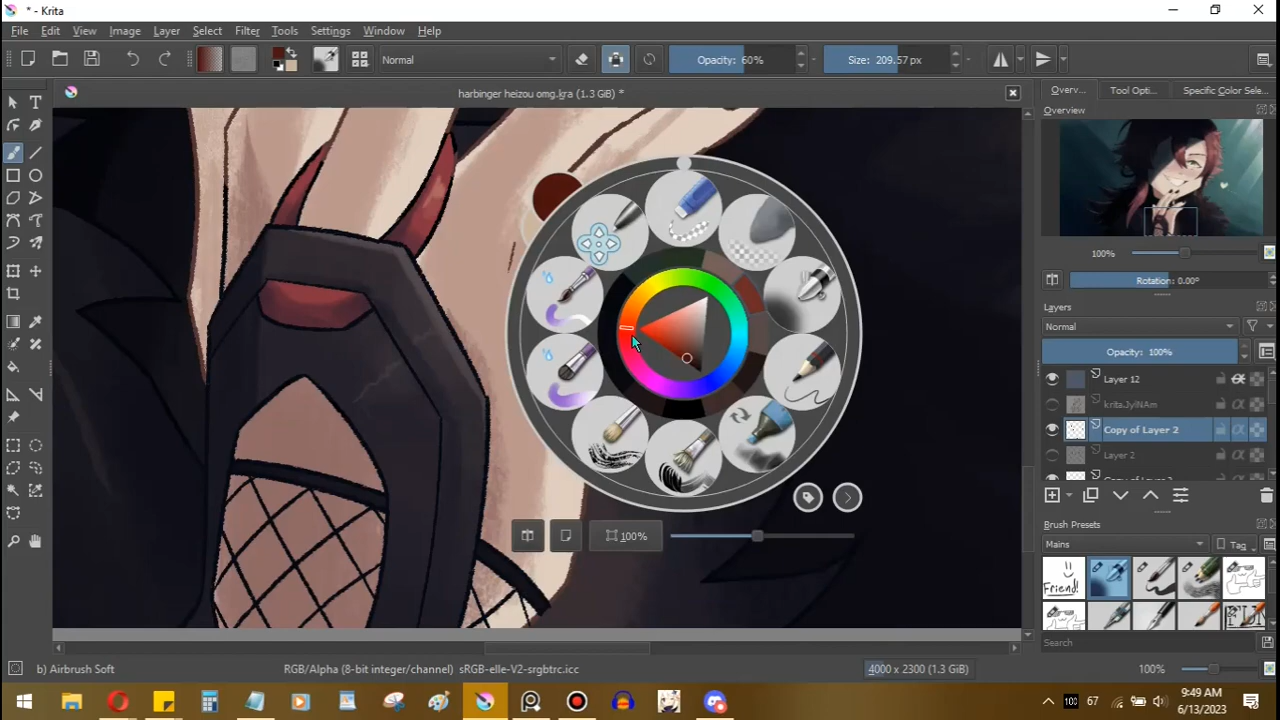 * - Krita
File Edit View Image Layer Select Filter Tools Settings Window Help
Normal Opacity: 60% Size: 209.57 px
harbinger heizou omg.kra (1.3 GB) *
Overv... Tool Opti... Specific Color Sele...
Overview
100%
Rotation: 0.00°
Layers
Normal
Opacity: 100%
Layer 12
krita.JylNAm
Copy of Layer 2
Layer 2
100%
Brush Presets
Mains Tag
Friend!
Search
b) Airbrush Soft RGB/Alpha (8-bit integer/channel) sRGB-elle-V2-srgbtrc.icc 4000 x 2300 (1.3 GiB) 100%
100 67 9:49 AM
6/13/2023